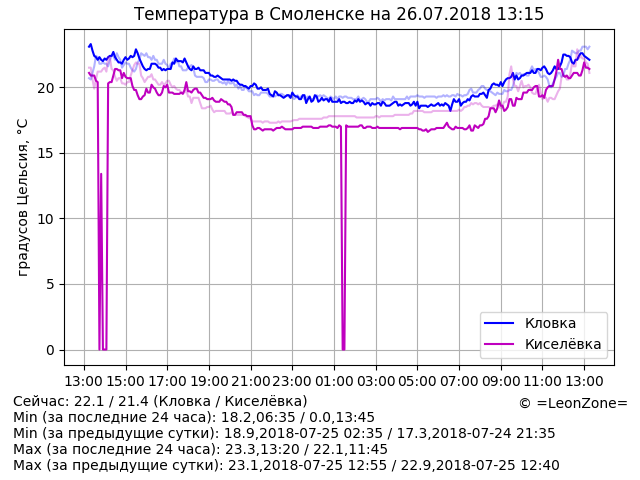 Температура в Смоленске на 26.07.2018 13:15
градусов Цельсия, °C
20
15
10
5
0
Кловка
Киселёвка
13:00 15:00 17:00 19:00 21:00 23:00 01:00 03:00 05:00 07:00 09:00 11:00 13:00
Сейчас: 22.1 / 21.4 (Кловка / Киселёвка)
© =LeonZone=
Min (за последние 24 часа): 18.2,06:35 / 0.0,13:45
Min (за предыдущие сутки): 18.9,2018-07-25 02:35 / 17.3,2018-07-24 21:35
Max (за последние 24 часа): 23.3,13:20 / 22.1,11:45
Max (за предыдущие сутки): 23.1,2018-07-25 12:55 / 22.9,2018-07-25 12:40